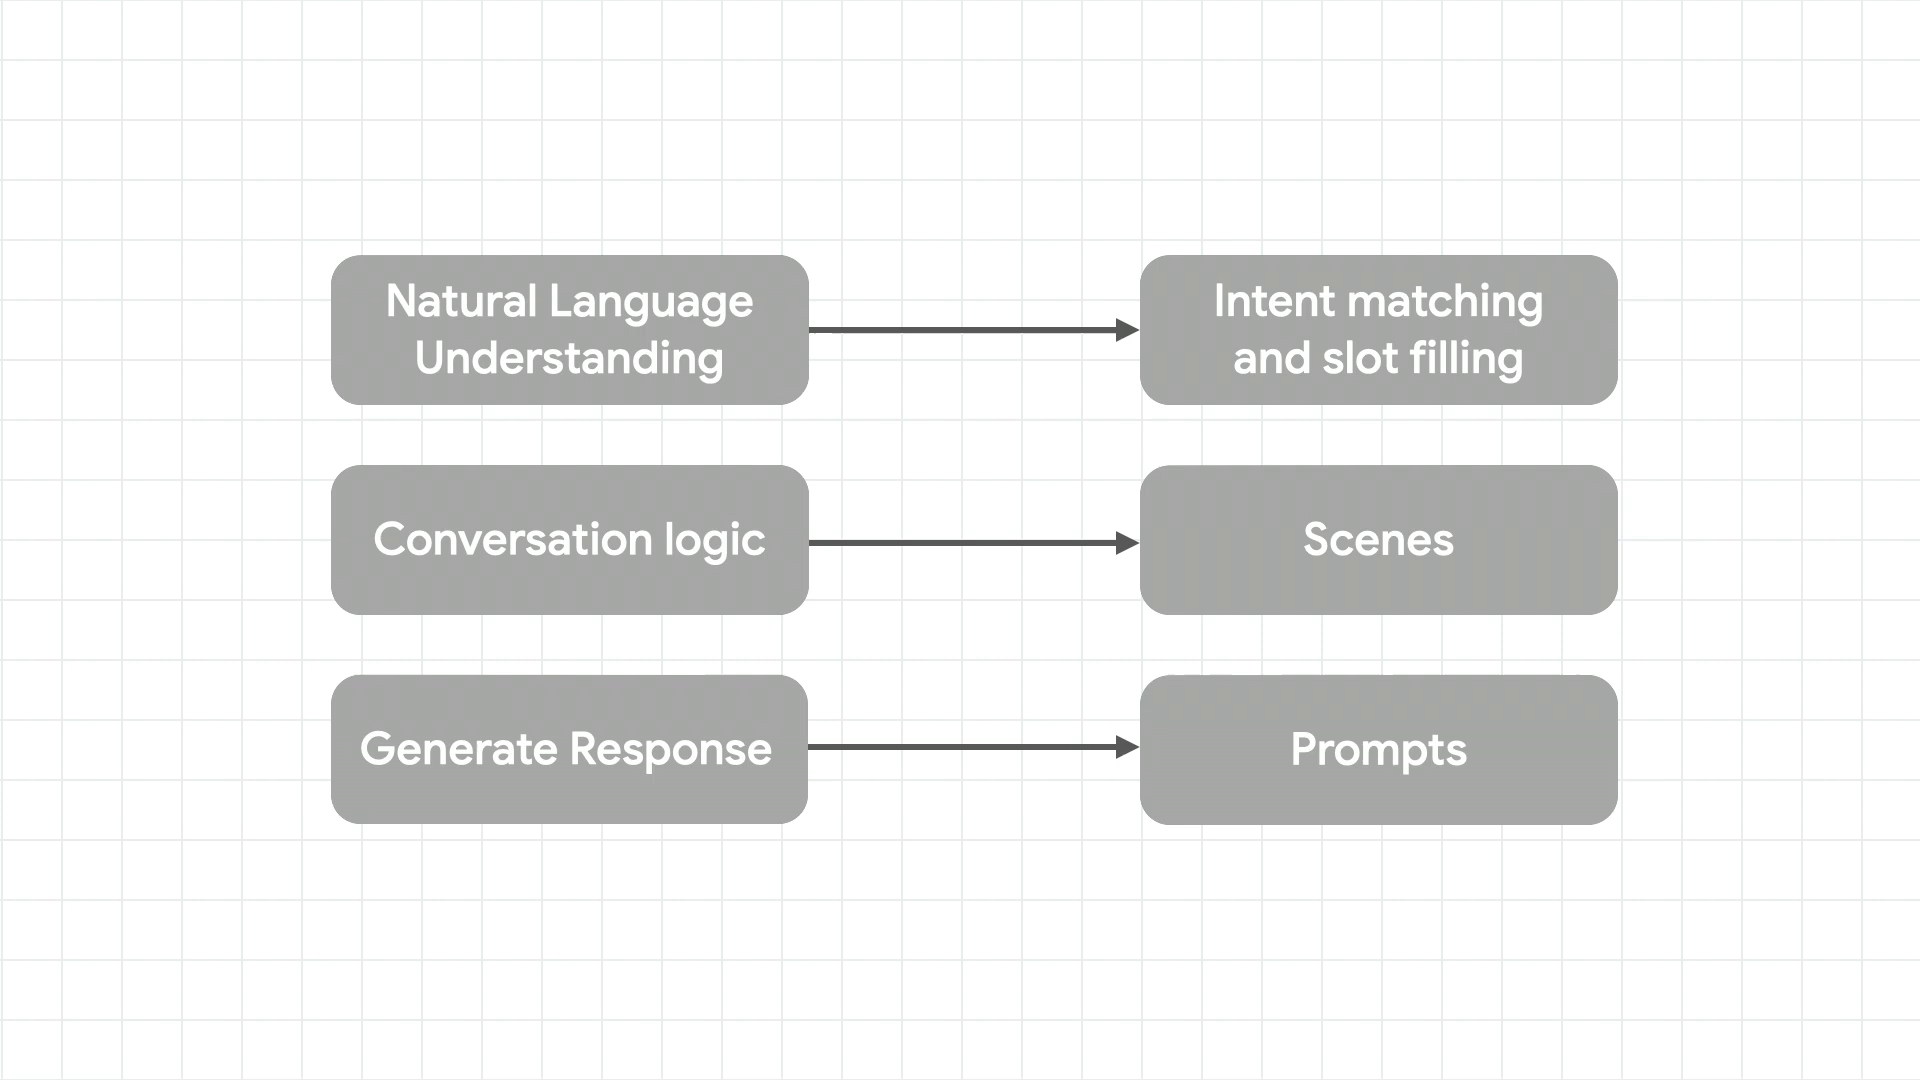 Natural Language
Understanding
Intent matching
and slot filling
Conversation logic
Scenes
Generate Response
Prompts